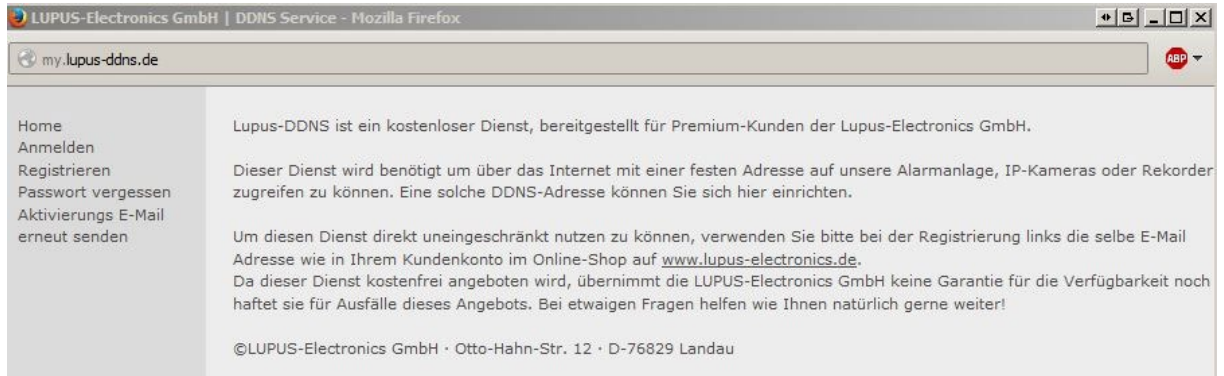 LUPUS-Electronics GmbH | DDNS Service - Mozilla Firefox
my.lupus-ddns.de
ABP
Home
Anmelden
Registrieren
Passwort vergessen
Aktivierungs E-Mail
erneut senden
Lupus-DDNS ist ein kostenloser Dienst, bereitgestellt für Premium-Kunden der Lupus-Electronics GmbH.
Dieser Dienst wird benötigt um über das Internet mit einer festen Adresse auf unsere Alarmanlage, IP-Kameras oder Rekorder
zugreifen zu können. Eine solche DDNS-Adresse können Sie sich hier einrichten.
Um diesen Dienst direkt uneingeschränkt nutzen zu können, verwenden Sie bitte bei der Registrierung links die selbe E-Mail
Adresse wie in Ihrem Kundenkonto im Online-Shop auf www.lupus-electronics.de.
Da dieser Dienst kostenfrei angeboten wird, übernimmt die LUPUS-Electronics GmbH keine Garantie für die Verfügbarkeit noch
haftet sie für Ausfälle dieses Angebots. Bei etwaigen Fragen helfen wie Ihnen natürlich gerne weiter!
©LUPUS-Electronics GmbH · Otto-Hahn-Str. 12 · D-76829 Landau